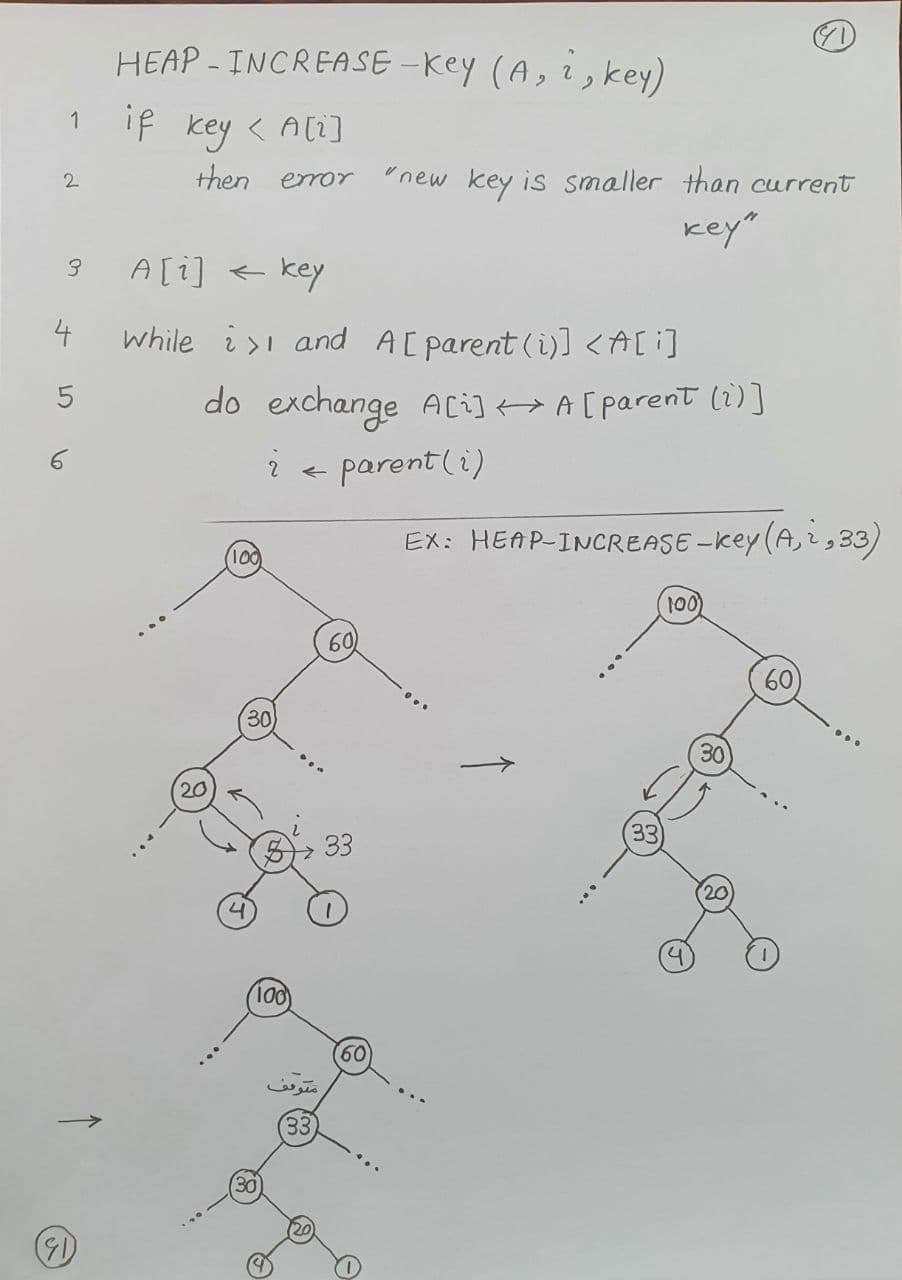 91
HEAP-INCREASE-key (A, i, key)
1 if key < A[i]
2 then error "new key is smaller than current
key"
3 A[i] ← key
4 while i>1 and A[parent(i)] < A[i]
5 do exchange A[i] ↔ A[parent(i)]
6 i ← parent(i)
EX: HEAP-INCREASE-key(A, i, 33)
100
60
30
20
i
5 → 33
4 1
→
100
60
30
33
20
4 1
→
100
60
متوقف
33
30
20
4 1
91